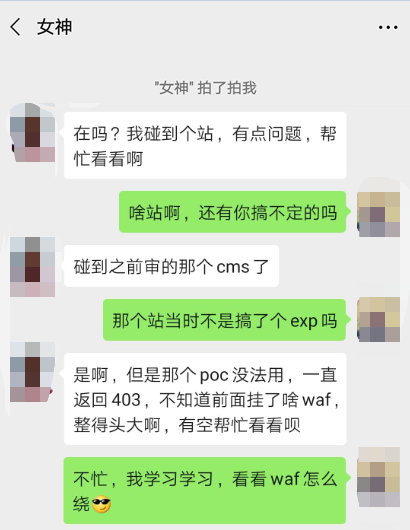 女神
"女神" 拍了拍我
在吗？我碰到个站，有点问题，帮
忙看看啊
啥站啊，还有你搞不定的吗
碰到之前审的那个 cms 了
那个站当时不是搞了个 exp 吗
是啊，但是那个 poc 没法用，一直
返回 403，不知道前面挂了啥 waf，
整得头大啊，有空帮忙看看呗
不忙，我学习学习，看看 waf 怎么
绕😎